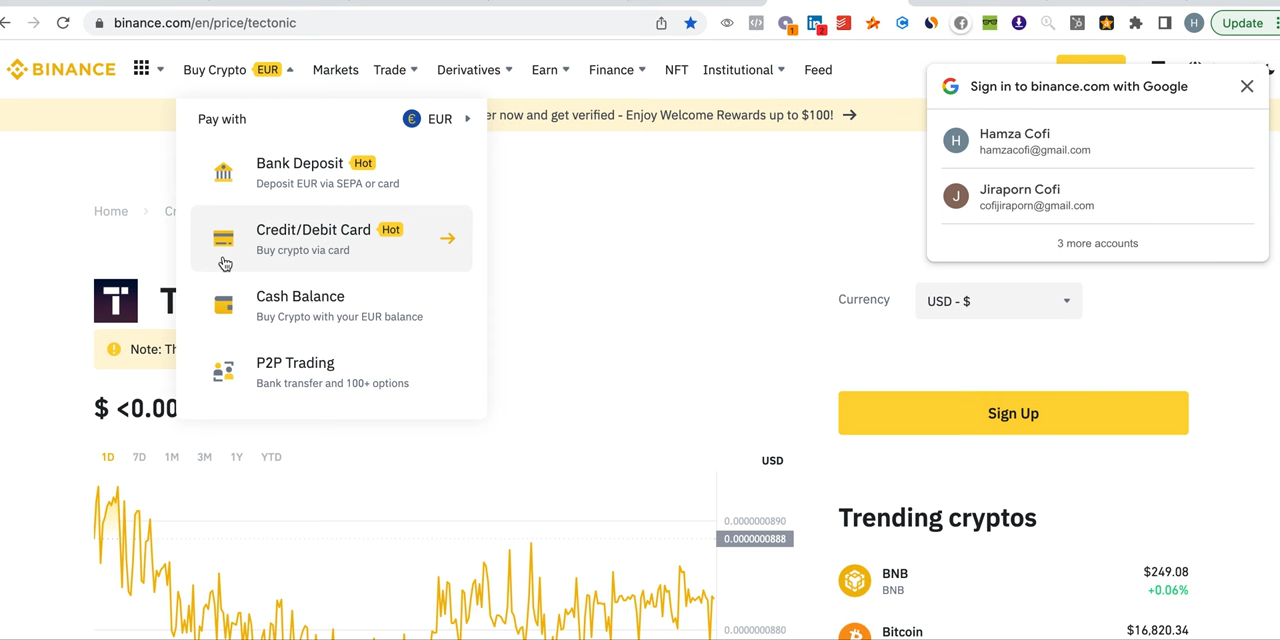 binance.com/en/price/tectonic
1
2
H
Update
BINANCE
Buy Crypto EUR
Markets
Trade
Derivatives
Earn
Finance
NFT
Institutional
Feed
er now and get verified - Enjoy Welcome Rewards up to $100!
Pay with
EUR
Bank Deposit Hot
Deposit EUR via SEPA or card
Credit/Debit Card Hot
Buy crypto via card
Cash Balance
Buy Crypto with your EUR balance
P2P Trading
Bank transfer and 100+ options
Sign in to binance.com with Google
H
Hamza Cofi
hamzacofi@gmail.com
J
Jiraporn Cofi
cofijiraporn@gmail.com
3 more accounts
Home
Cr
T
Note: Th
$ <0.00
1D 7D 1M 3M 1Y YTD
USD
0.0000000890
0.0000000888
0.0000000880
Currency
USD - $
Sign Up
Trending cryptos
BNB
BNB
$249.08
+0.06%
Bitcoin
$16,820.34